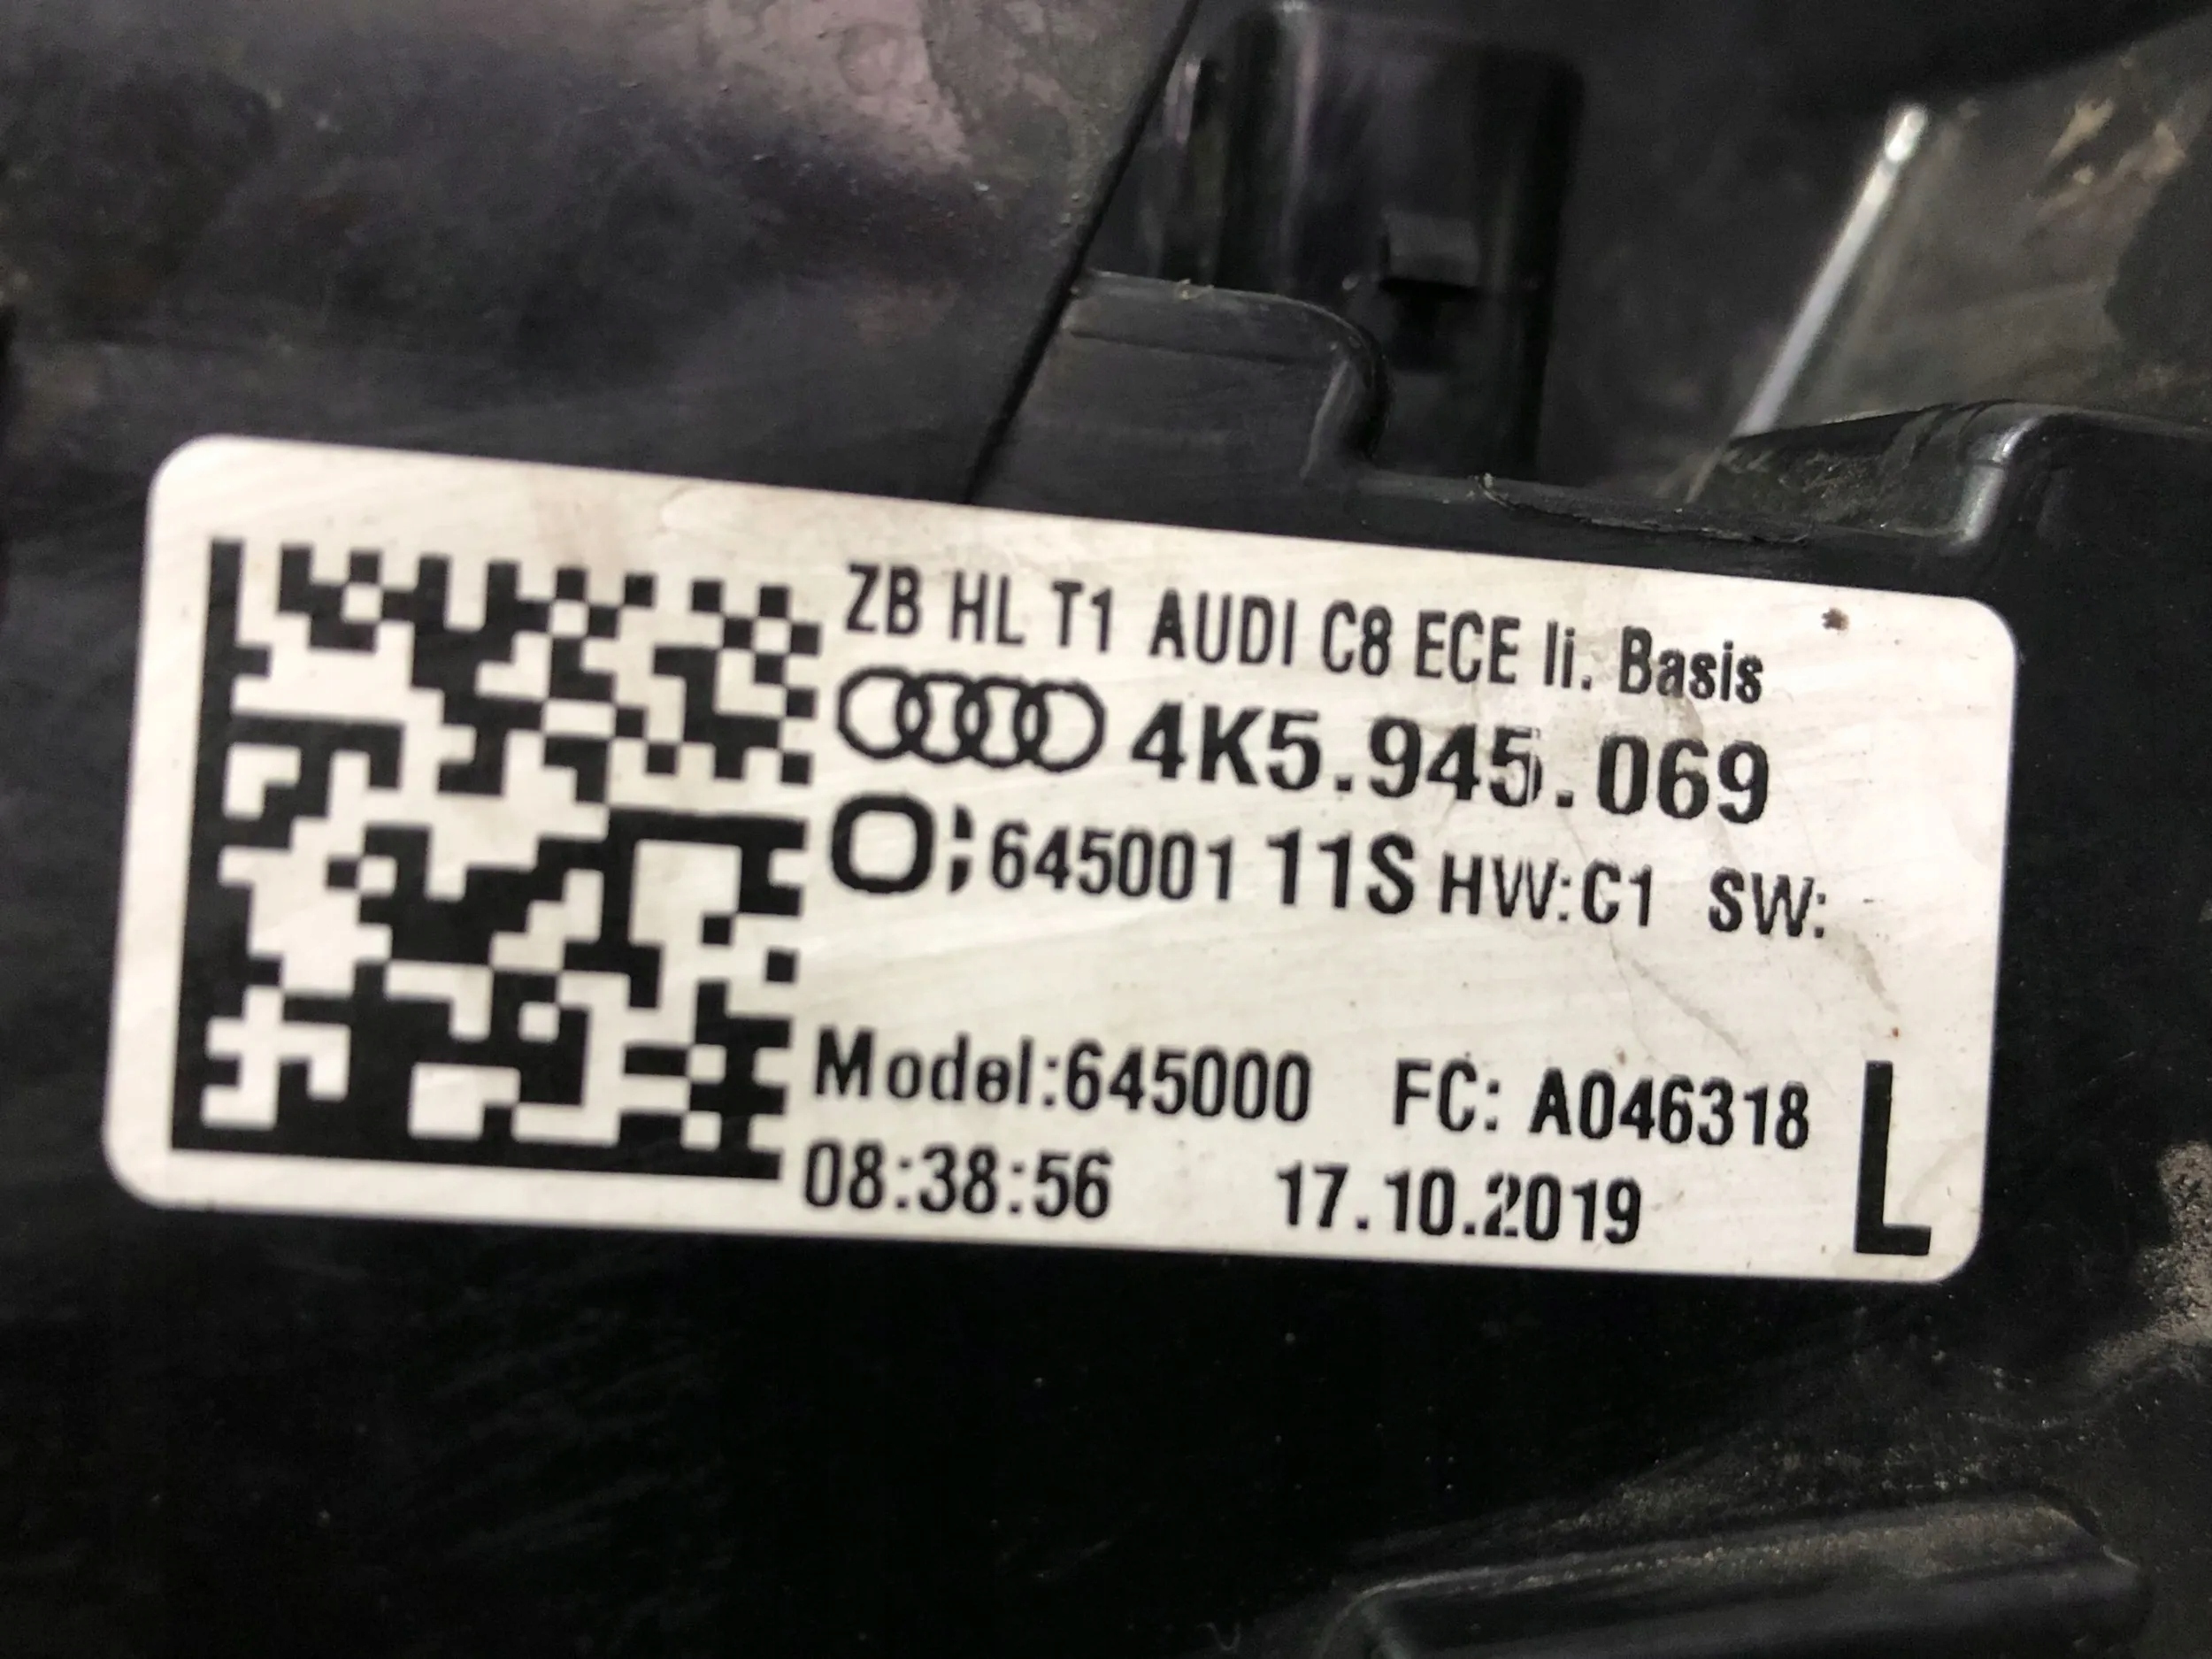 ZB HL T1 AUDI C8 ECE li. Basis
4K5.945.069
O; 645001 11S HW:C1 SW:
Model:645000 FC: A046318
08:38:56 17.10.2019
L